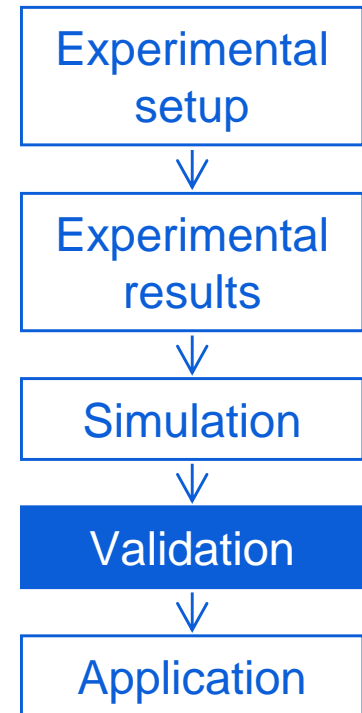 Experimental
setup
Experimental
results
Simulation
Validation
Application